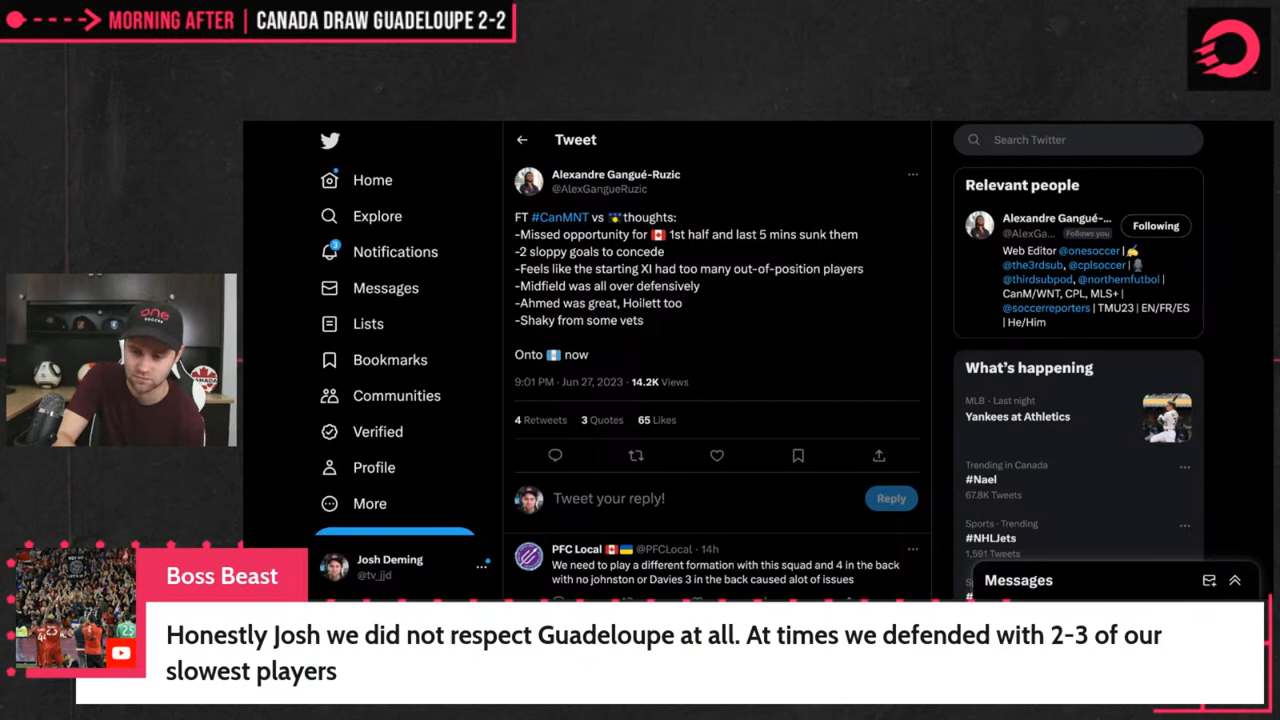 MORNING AFTER | CANADA DRAW GUADELOUPE 2-2
Home
Explore
3
Notifications
Messages
Lists
Bookmarks
Communities
Verified
Profile
More
Josh Deming
@tv_jjd
Tweet
Alexandre Gangué-Ruzic
@AlexGangueRuzic
FT #CanMNT vs thoughts:
-Missed opportunity for 🇨🇦 1st half and last 5 mins sunk them
-2 sloppy goals to concede
-Feels like the starting XI had too many out-of-position players
-Midfield was all over defensively
-Ahmed was great, Hoilett too
-Shaky from some vets
Onto 🇬🇹 now
9:01 PM · Jun 27, 2023 · 14.2K Views
4 Retweets 3 Quotes 65 Likes
Tweet your reply!
Reply
PFC Local 🇨🇦🇺🇦 @PFCLocal · 14h
We need to play a different formation with this squad and 4 in the back
with no johnston or Davies 3 in the back caused alot of issues
Search Twitter
Relevant people
Alexandre Gangué-...
@AlexGa... Follows you
Following
Web Editor @onesoccer |✍
@the3rdsub, @cplsoccer |🎙
@thirdsubpod, @northernfutbol |
CanM/WNT, CPL, MLS+ |
@soccerreporters | TMU23 | EN/FR/ES
| He/Him
What's happening
MLB · Last night
Yankees at Athletics
Trending in Canada
#Nael
67.8K Tweets
Sports · Trending
#NHLJets
1,591 Tweets
Messages
one
SOCCER
CANADA
Boss Beast
Honestly Josh we did not respect Guadeloupe at all. At times we defended with 2-3 of our
slowest players